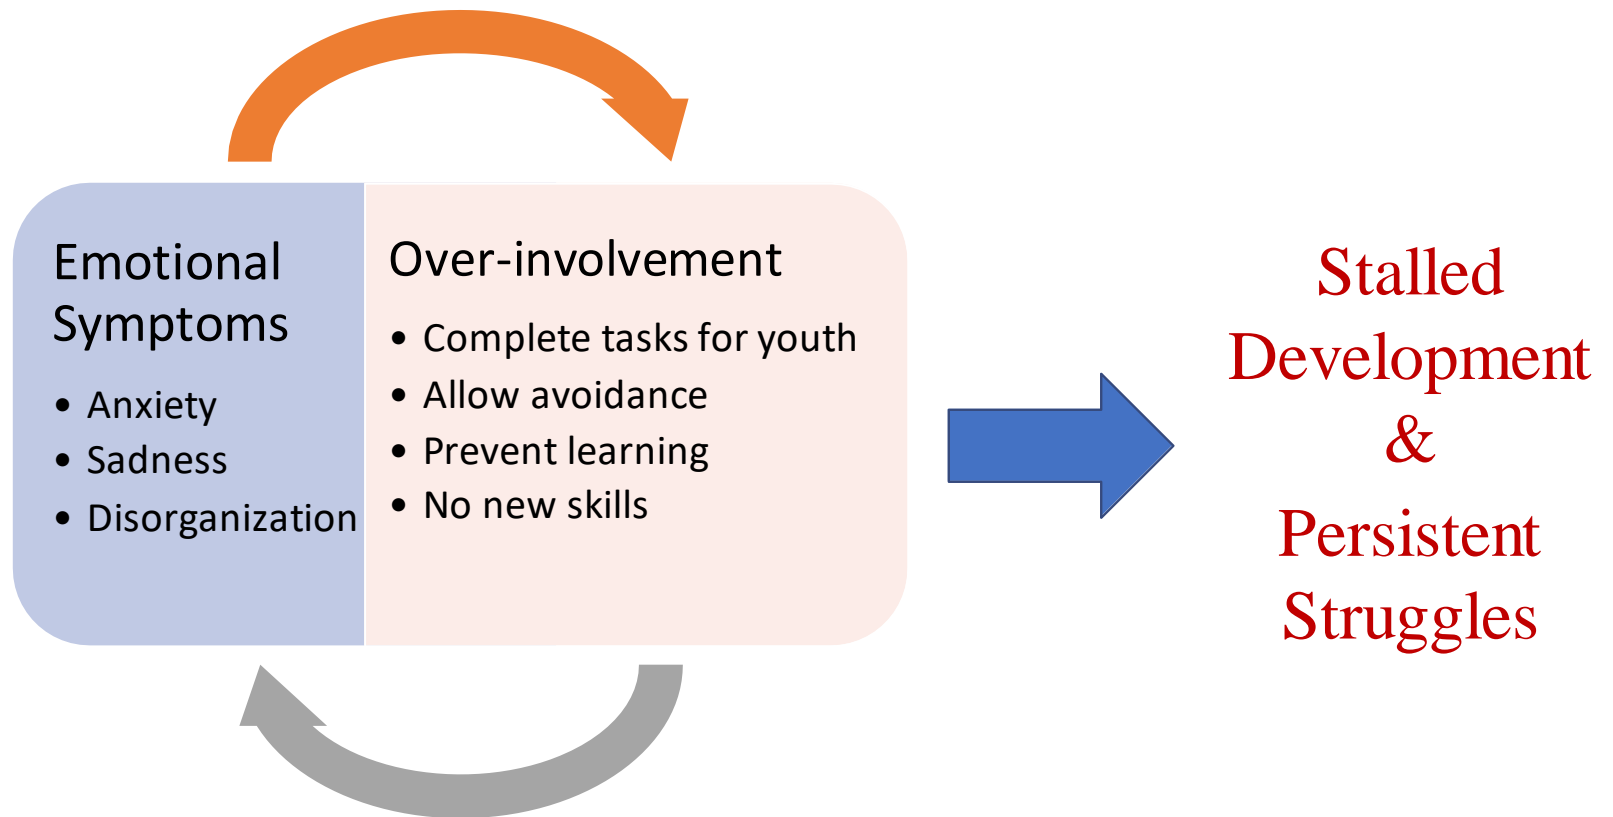 Emotional
Symptoms
• Anxiety
• Sadness
• Disorganization
Over-involvement
• Complete tasks for youth
• Allow avoidance
• Prevent learning
• No new skills
Stalled
Development
&
Persistent
Struggles